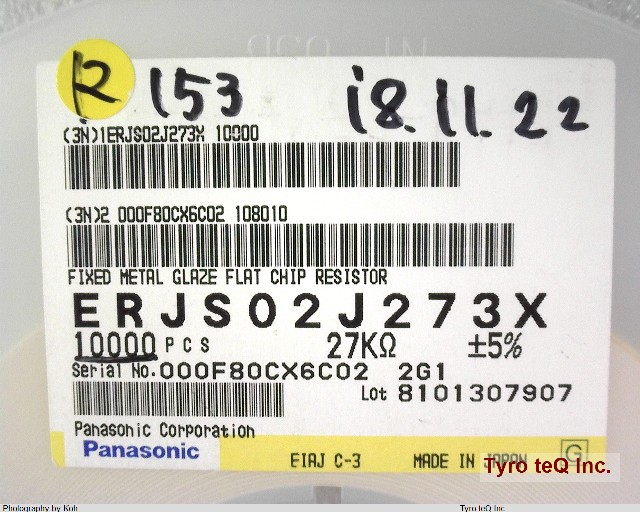 R 153 18.11.22
(3N)1ERJS02J273X 10000
(3N)2 000F80CX6C02 108010
FIXED METAL GLAZE FLAT CHIP RESISTOR
ERJS02J273X
10000 PCS 27KΩ ±5%
Serial No.000F80CX6C02 2G1
Lot 8101307907
Panasonic Corporation
Panasonic
EIAJ C-3 MADE IN JAPAN G
Tyro teQ Inc.
Photography by Koh Tyro teQ Inc